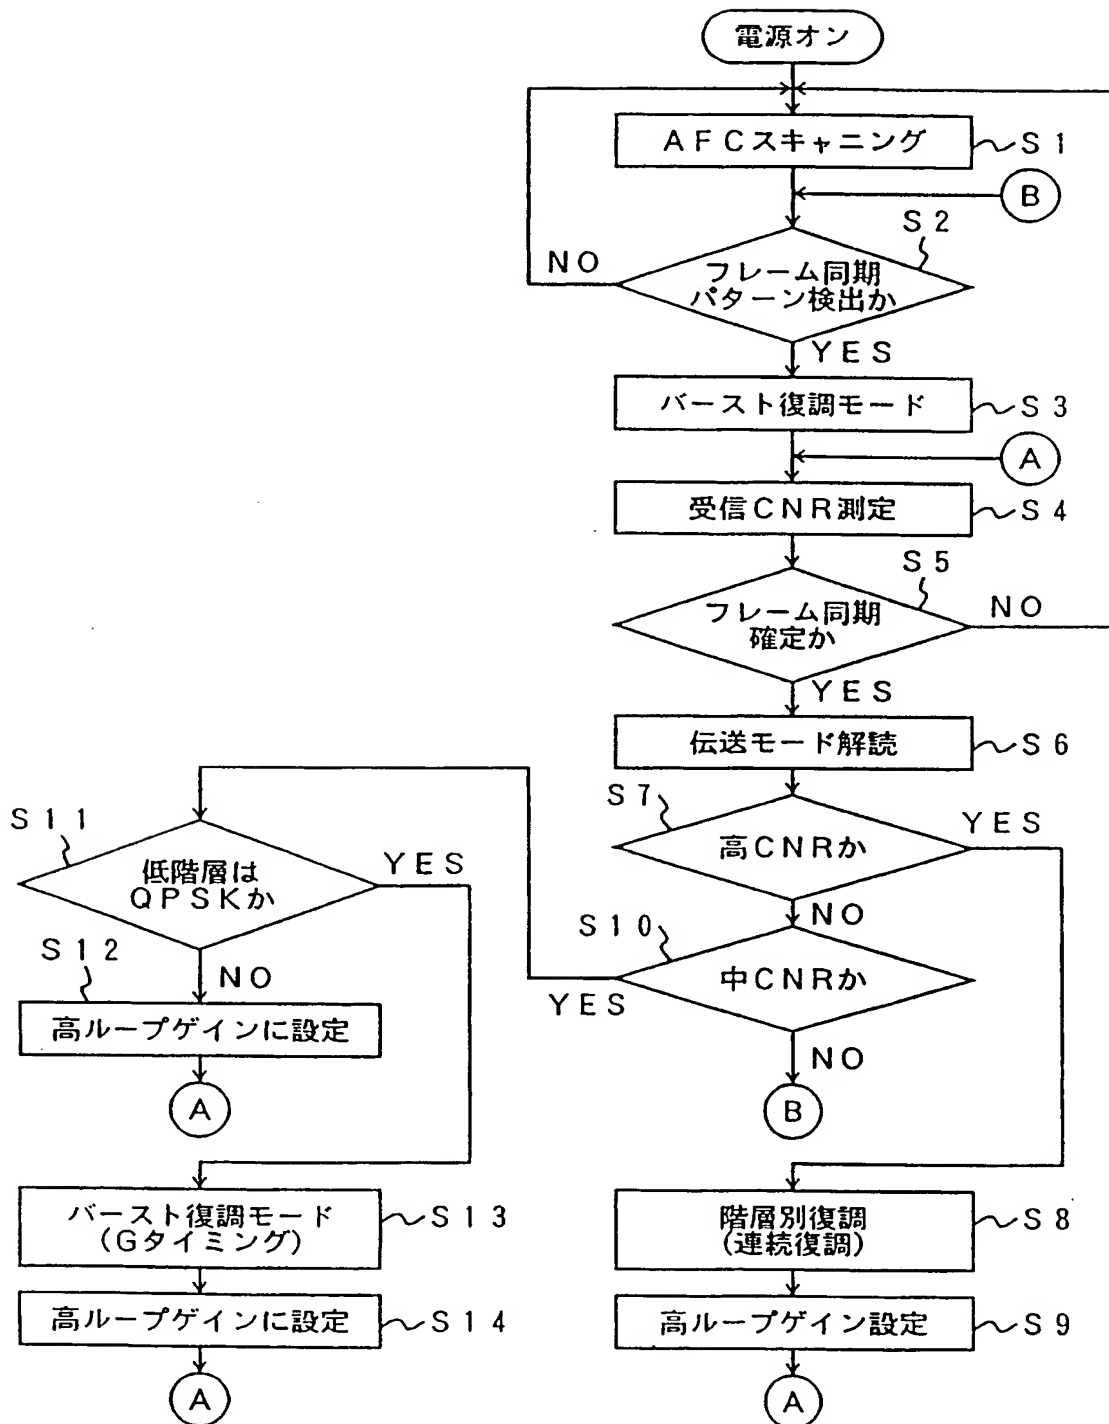 電源オン
AFCスキャニング
S1
B
S2
フレーム同期
パターン検出か
NO
YES
バースト復調モード
S3
A
受信CNR測定
S4
S5
フレーム同期
確定か
NO
YES
伝送モード解読
S6
S7
高CNRか
YES
NO
S10
中CNRか
YES
NO
B
S11
低階層は
QPSKか
YES
S12
NO
高ループゲインに設定
A
バースト復調モード
(Gタイミング)
S13
高ループゲインに設定
S14
A
階層別復調
(連続復調)
S8
高ループゲイン設定
S9
A